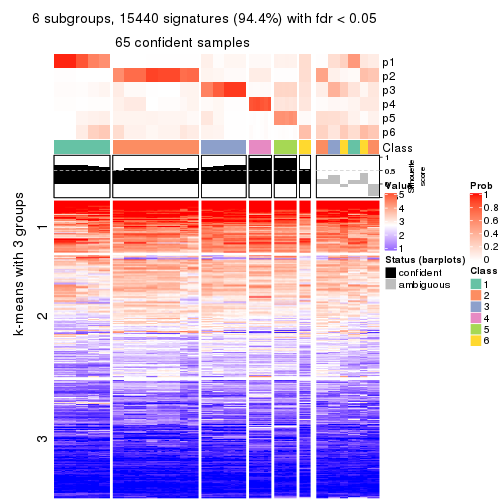 6 subgroups, 15440 signatures (94.4%) with fdr < 0.05
65 confident samples
p1
p2
p3
p4
p5
p6
Class
1
0.5
0
Silhouette
score
k-means with 3 groups
1
2
3
Value
5
4
3
2
1
Status (barplots)
confident
ambiguous
Prob
1
0.8
0.6
0.4
0.2
0
Class
1
2
3
4
5
6